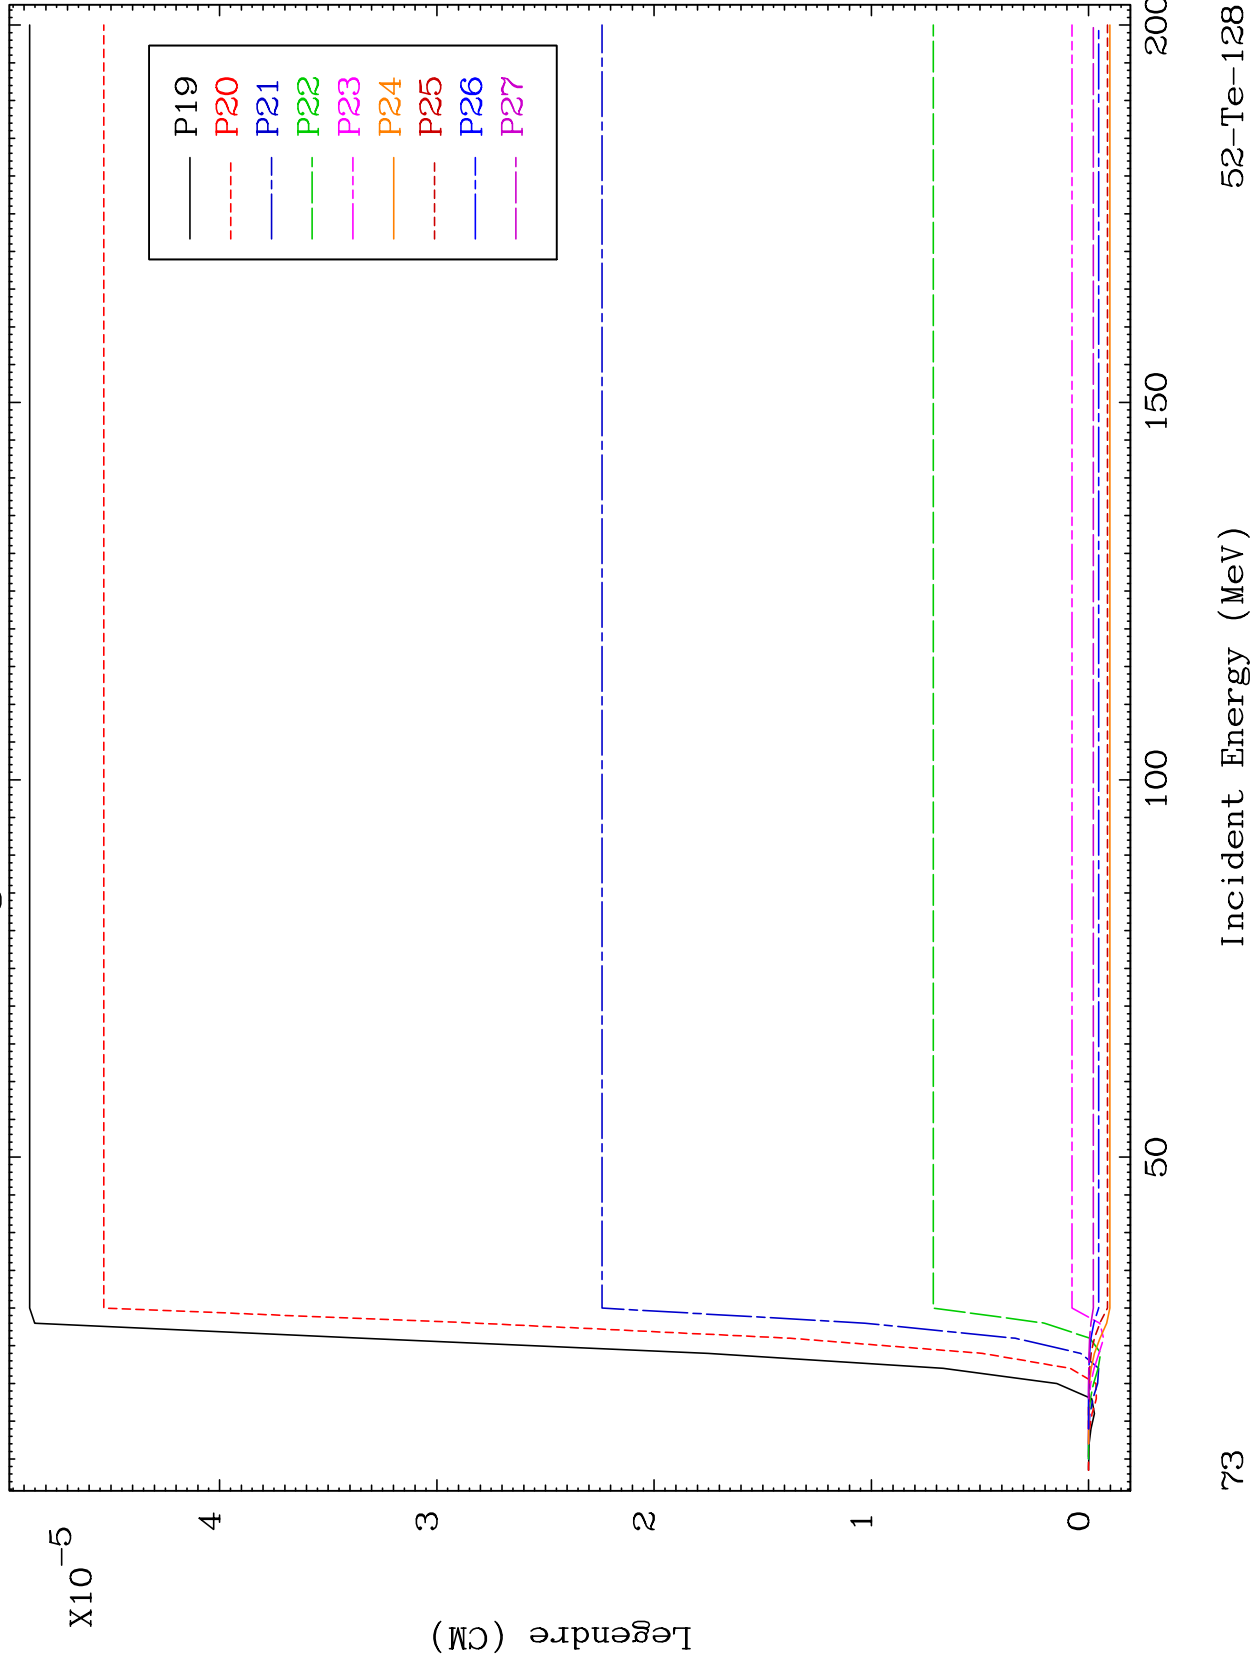 X10-5
4
3
2
1
0
Legendre (CM)
P19
P20
P21
P22
P23
P24
P25
P26
P27
50
100
150
200
73
Incident Energy (MeV)
52-Te-128